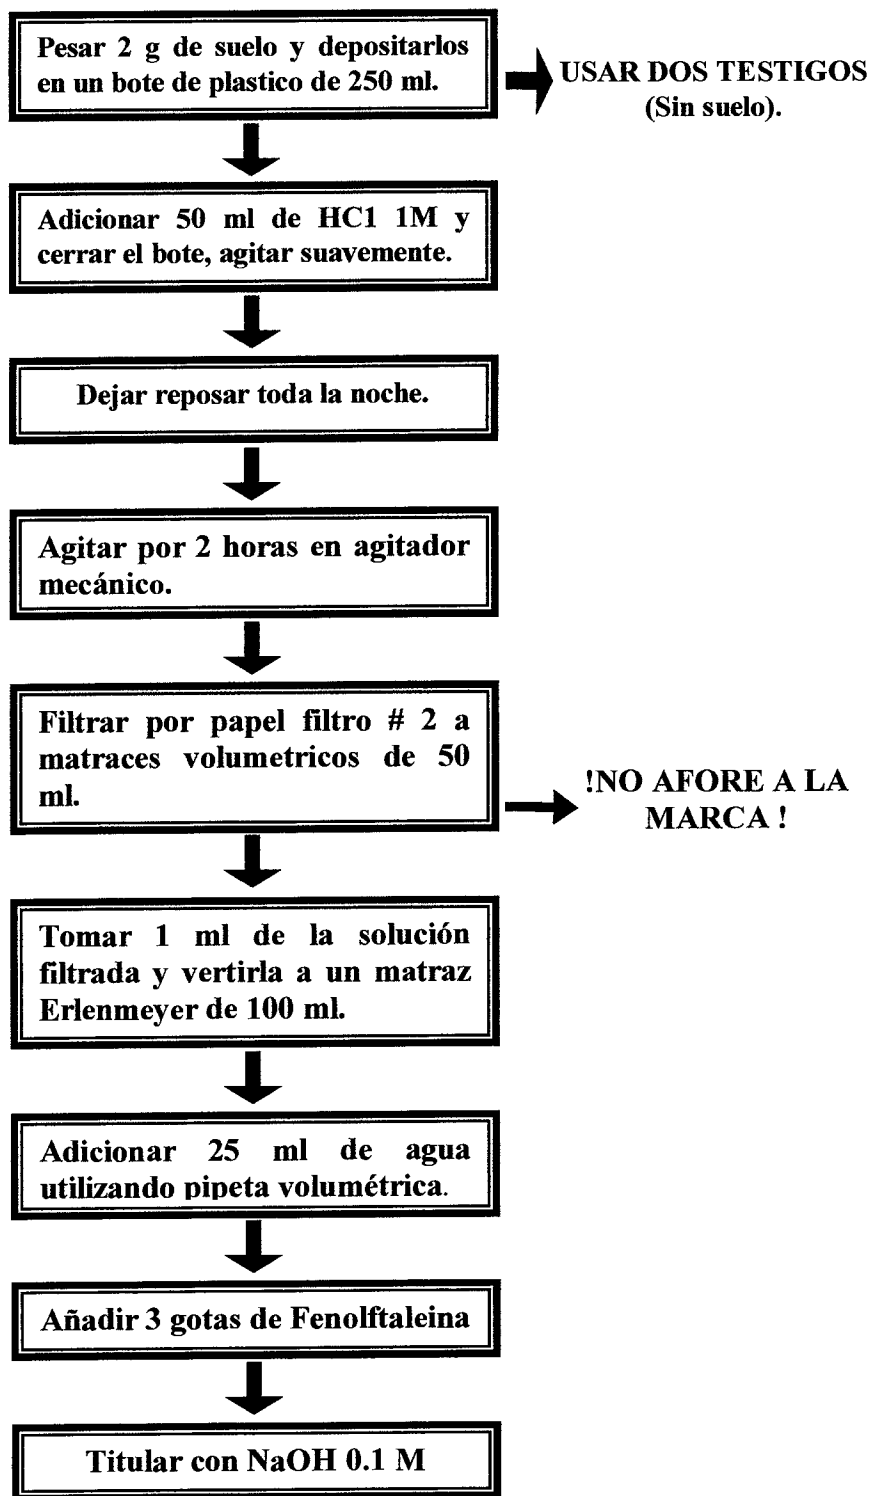 Pesar 2 g de suelo y depositarlos
en un bote de plastico de 250 ml.
USAR DOS TESTIGOS
(Sin suelo).
Adicionar 50 ml de HC1 1M y
cerrar el bote, agitar suavemente.
Dejar reposar toda la noche.
Agitar por 2 horas en agitador
mecánico.
Filtrar por papel filtro # 2 a
matraces volumetricos de 50
ml.
!NO AFORE A LA
MARCA !
Tomar 1 ml de la solución
filtrada y vertirla a un matraz
Erlenmeyer de 100 ml.
Adicionar 25 ml de agua
utilizando pipeta volumétrica.
Añadir 3 gotas de Fenolftaleina
Titular con NaOH 0.1 M